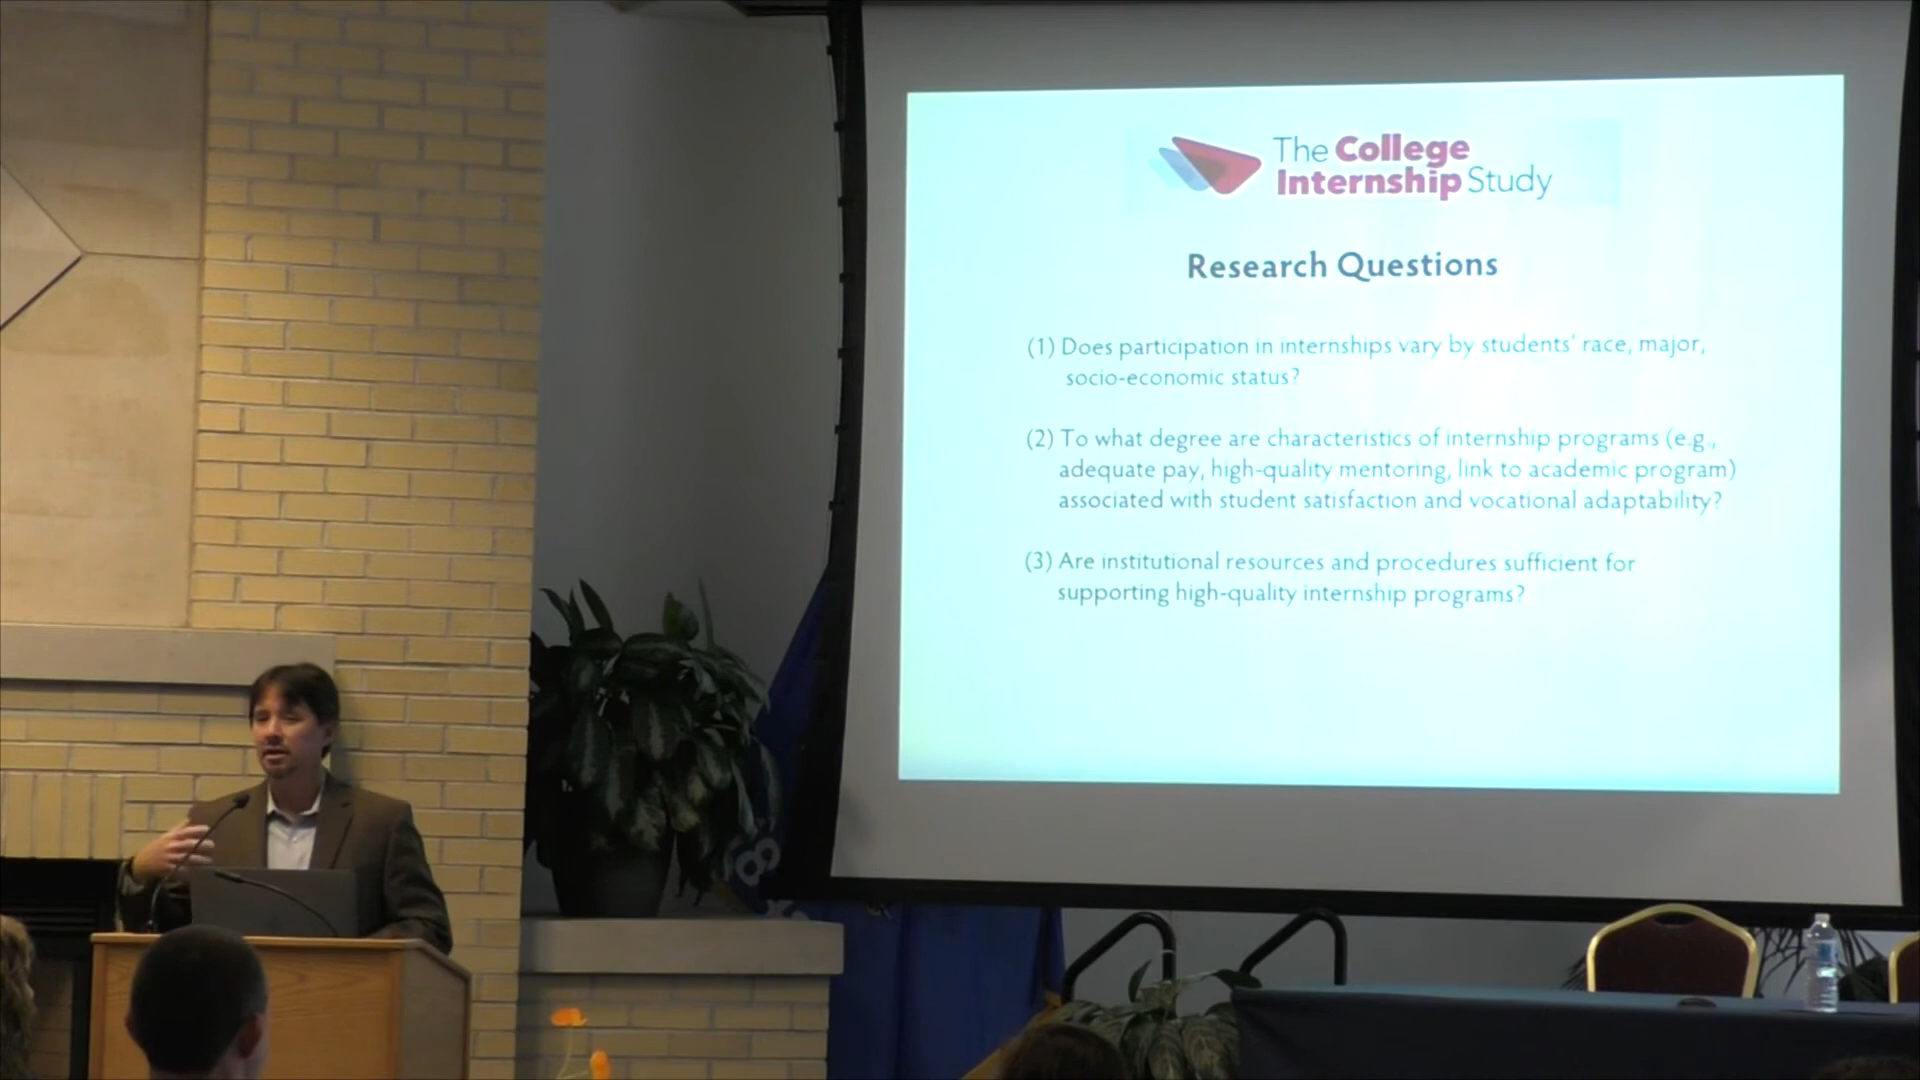 The College
Internship Study
Research Questions
(1) Does participation in internships vary by students' race, major,
socio-economic status?
(2) To what degree are characteristics of internship programs (e.g.,
adequate pay, high-quality mentoring, link to academic program)
associated with student satisfaction and vocational adaptability?
(3) Are institutional resources and procedures sufficient for
supporting high-quality internship programs?